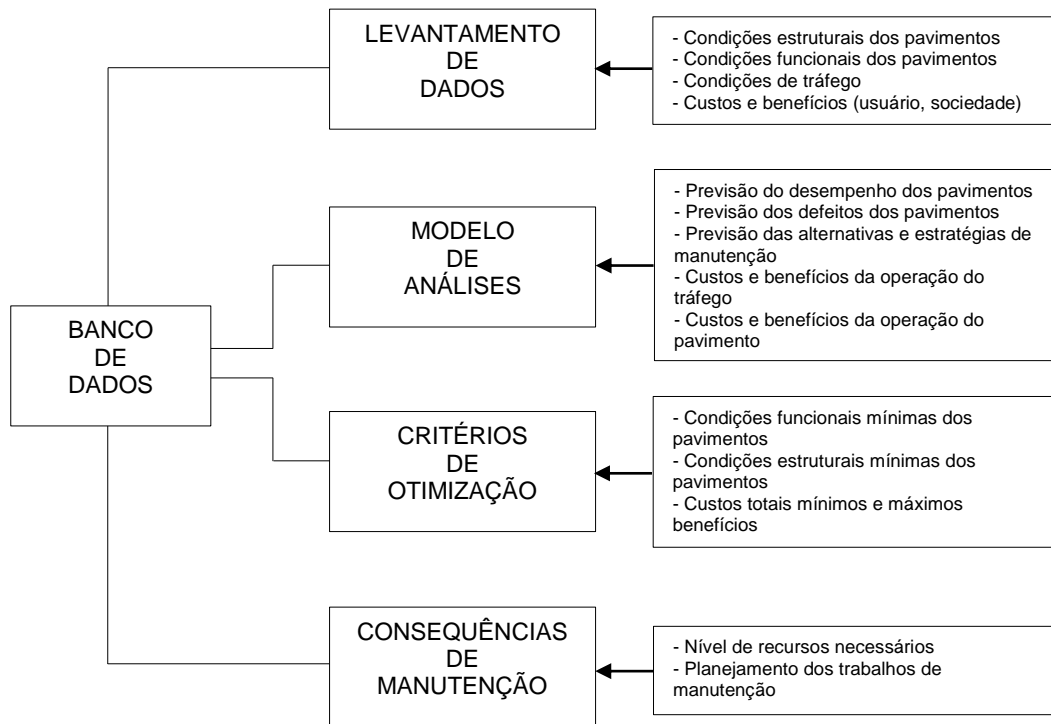 LEVANTAMENTO
DE
DADOS
- Condições estruturais dos pavimentos
- Condições funcionais dos pavimentos
- Condições de tráfego
- Custos e benefícios (usuário, sociedade)
MODELO
DE
ANÁLISES
- Previsão do desempenho dos pavimentos
- Previsão dos defeitos dos pavimentos
- Previsão das alternativas e estratégias de
manutenção
- Custos e benefícios da operação do
tráfego
- Custos e benefícios da operação do
pavimento
BANCO
DE
DADOS
CRITÉRIOS
DE
OTIMIZAÇÃO
- Condições funcionais mínimas dos
pavimentos
- Condições estruturais mínimas dos
pavimentos
- Custos totais mínimos e máximos
benefícios
CONSEQUÊNCIAS
DE
MANUTENÇÃO
- Nível de recursos necessários
- Planejamento dos trabalhos de
manutenção